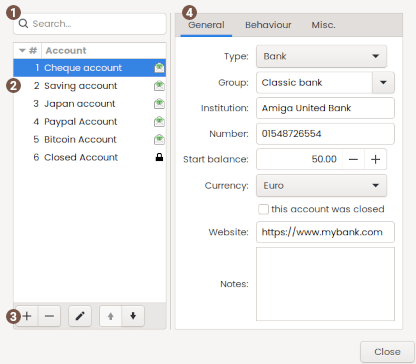 1
Search...
# Account
1 Cheque account
2
2 Saving account
3 Japan account
4 Paypal Account
5 Bitcoin Account
6 Closed Account
3
4
General Behaviour Misc.
Type: Bank
Group: Classic bank
Institution: Amiga United Bank
Number: 01548726554
Start balance: 50.00
Currency: Euro
this account was closed
Website: https://www.mybank.com
Notes:
Close